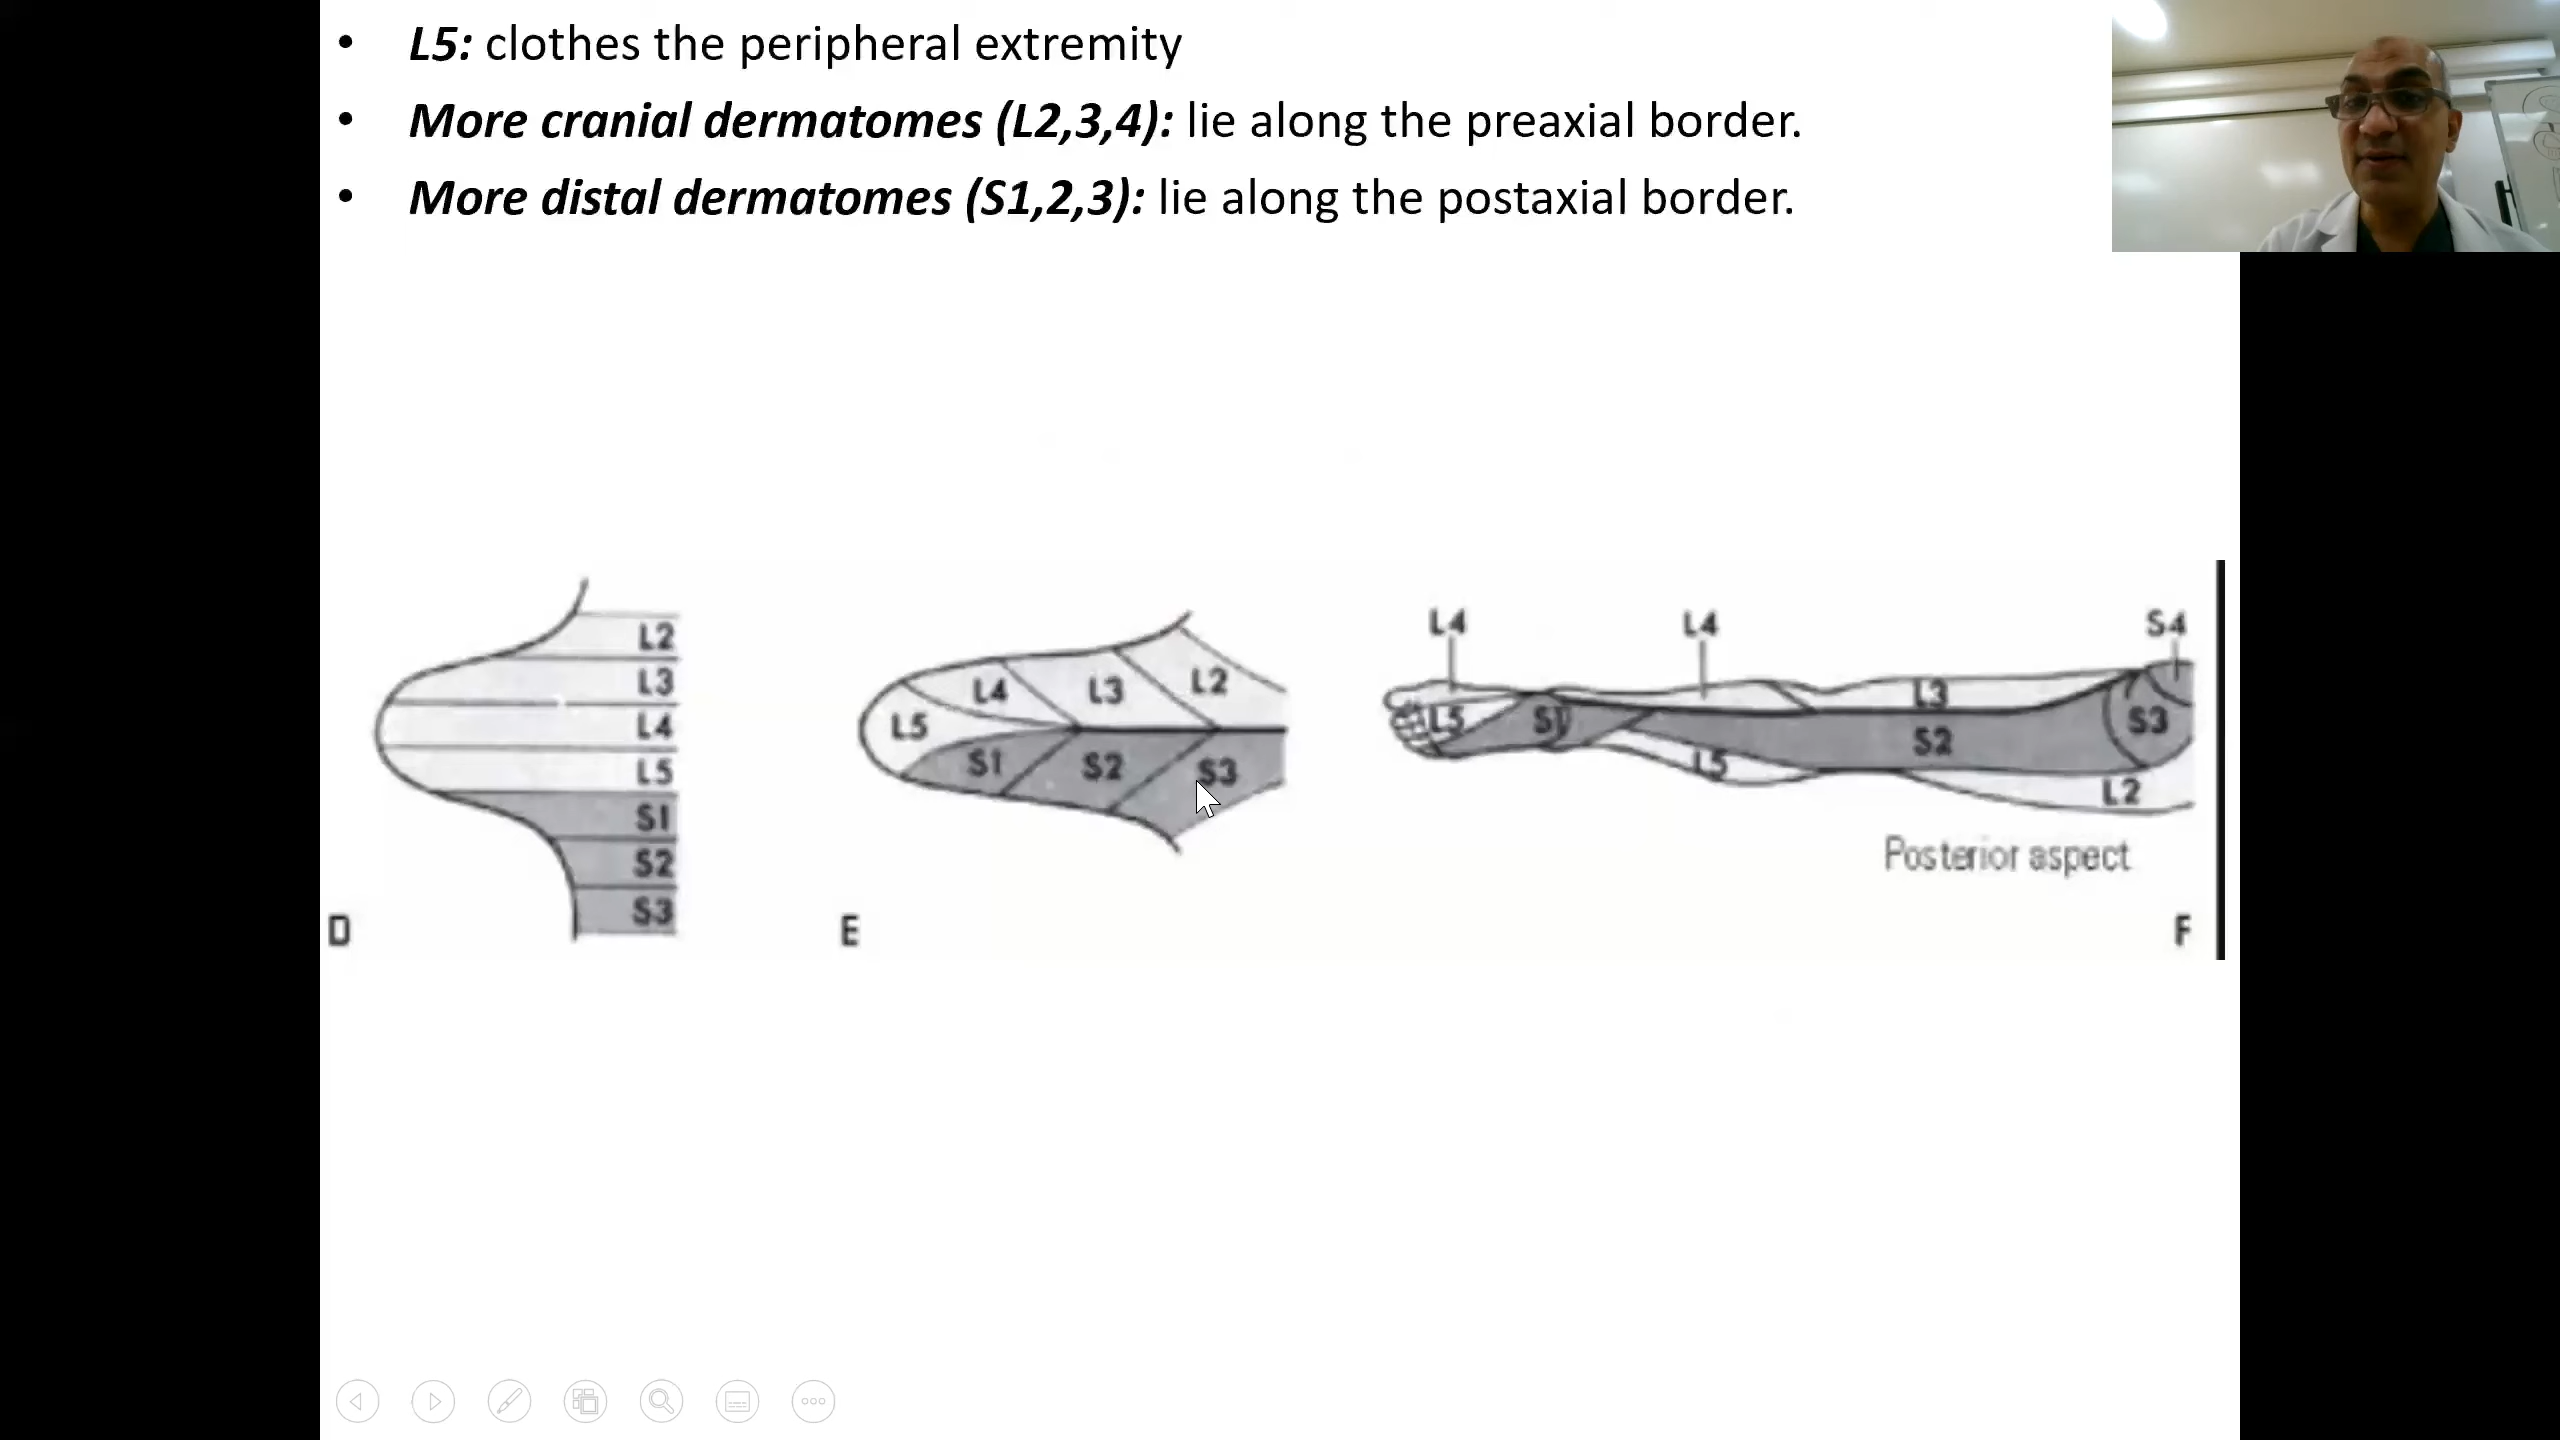 • L5: clothes the peripheral extremity
• More cranial dermatomes (L2,3,4): lie along the preaxial border.
• More distal dermatomes (S1,2,3): lie along the postaxial border.
L2
L3
L4
L5
S1
S2
S3
D
L5
L4
L3
L2
S1
S2
S3
E
L4
L4
S4
L5
S1
L3
S2
S3
L5
L2
Posterior aspect
F